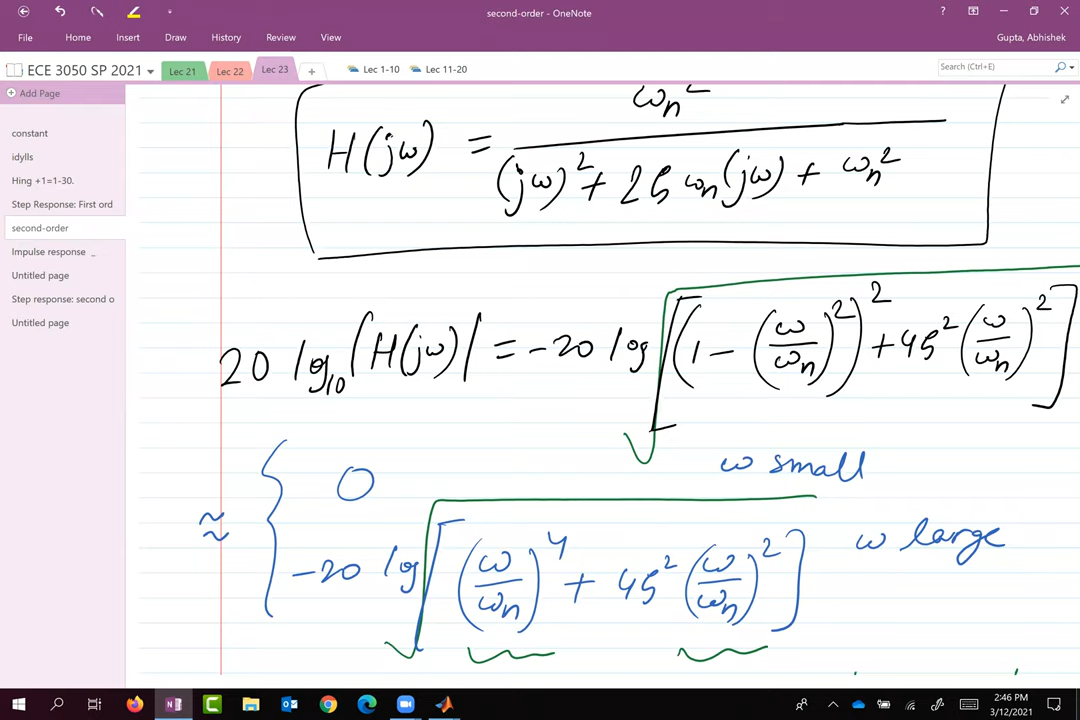 second-order - OneNote
?
File Home Insert Draw History Review View Gupta, Abhishek
ECE 3050 SP 2021 Lec 21 Lec 22 Lec 23 + Lec 1-10 Lec 11-20 Search (Ctrl+E)
Add Page
constant
idylls
Hing +1=1-30.
Step Response: First ord
second-order
Impulse response _
Untitled page
Step response: second o
Untitled page
H(jω) = ωn² / ((jω)² + 2ζ ωn(jω) + ωn²)
20 log₁₀ |H(jω)| = -20 log √[(1 - (ω/ωn)²)² + 4ζ² (ω/ωn)²]
≈ { 0 ω small
-20 log √[(ω/ωn)⁴ + 4ζ² (ω/ωn)²] ω large
2:46 PM
3/12/2021